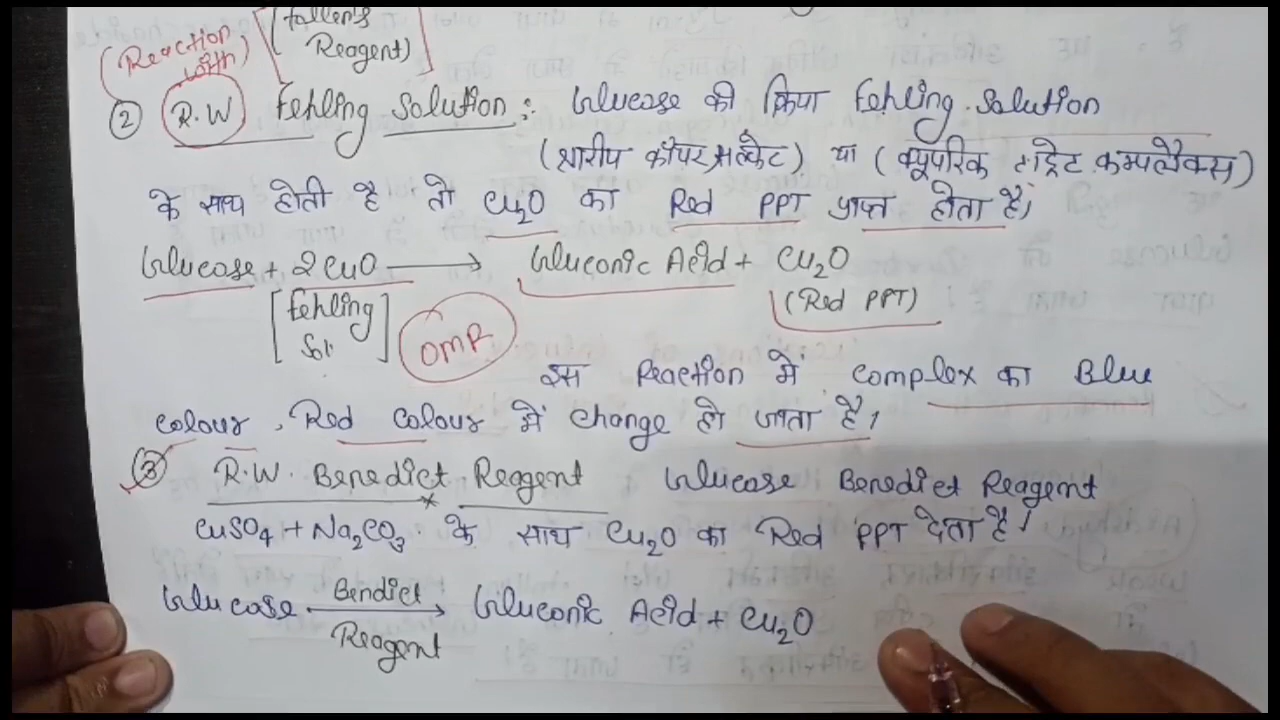 (Reaction with)
[Tollen's
Reagent)]
② R.W Fehling Solution :- Glucose की क्रिया Fehling Solution
(क्षारीय कॉपर सल्फेट) या (क्यूपरिक टाट्रेट कम्पलैक्स)
के साथ होती है तो Cu₂O का Red PPT प्राप्त होता है।
Glucose + 2CuO ⟶ Gluconic Acid + Cu₂O
[Fehling Sol] (Red PPT)
OMR
इस Reaction में Complex का Blue
colour, Red colour में change हो जाता है।
③ R.W. Benedict Reagent Glucose Benedict Reagent
CuSO₄ + Na₂CO₃ के साथ Cu₂O का Red PPT देता है।
Glucose ⟶ Gluconic Acid + Cu₂O
Bendict
Reagent